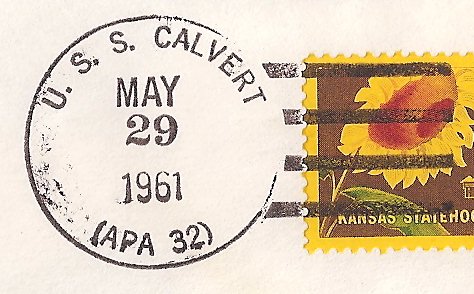 U. S. S. CALVERT
MAY
29
1961
(APA 32)
KANSAS STATEHOO